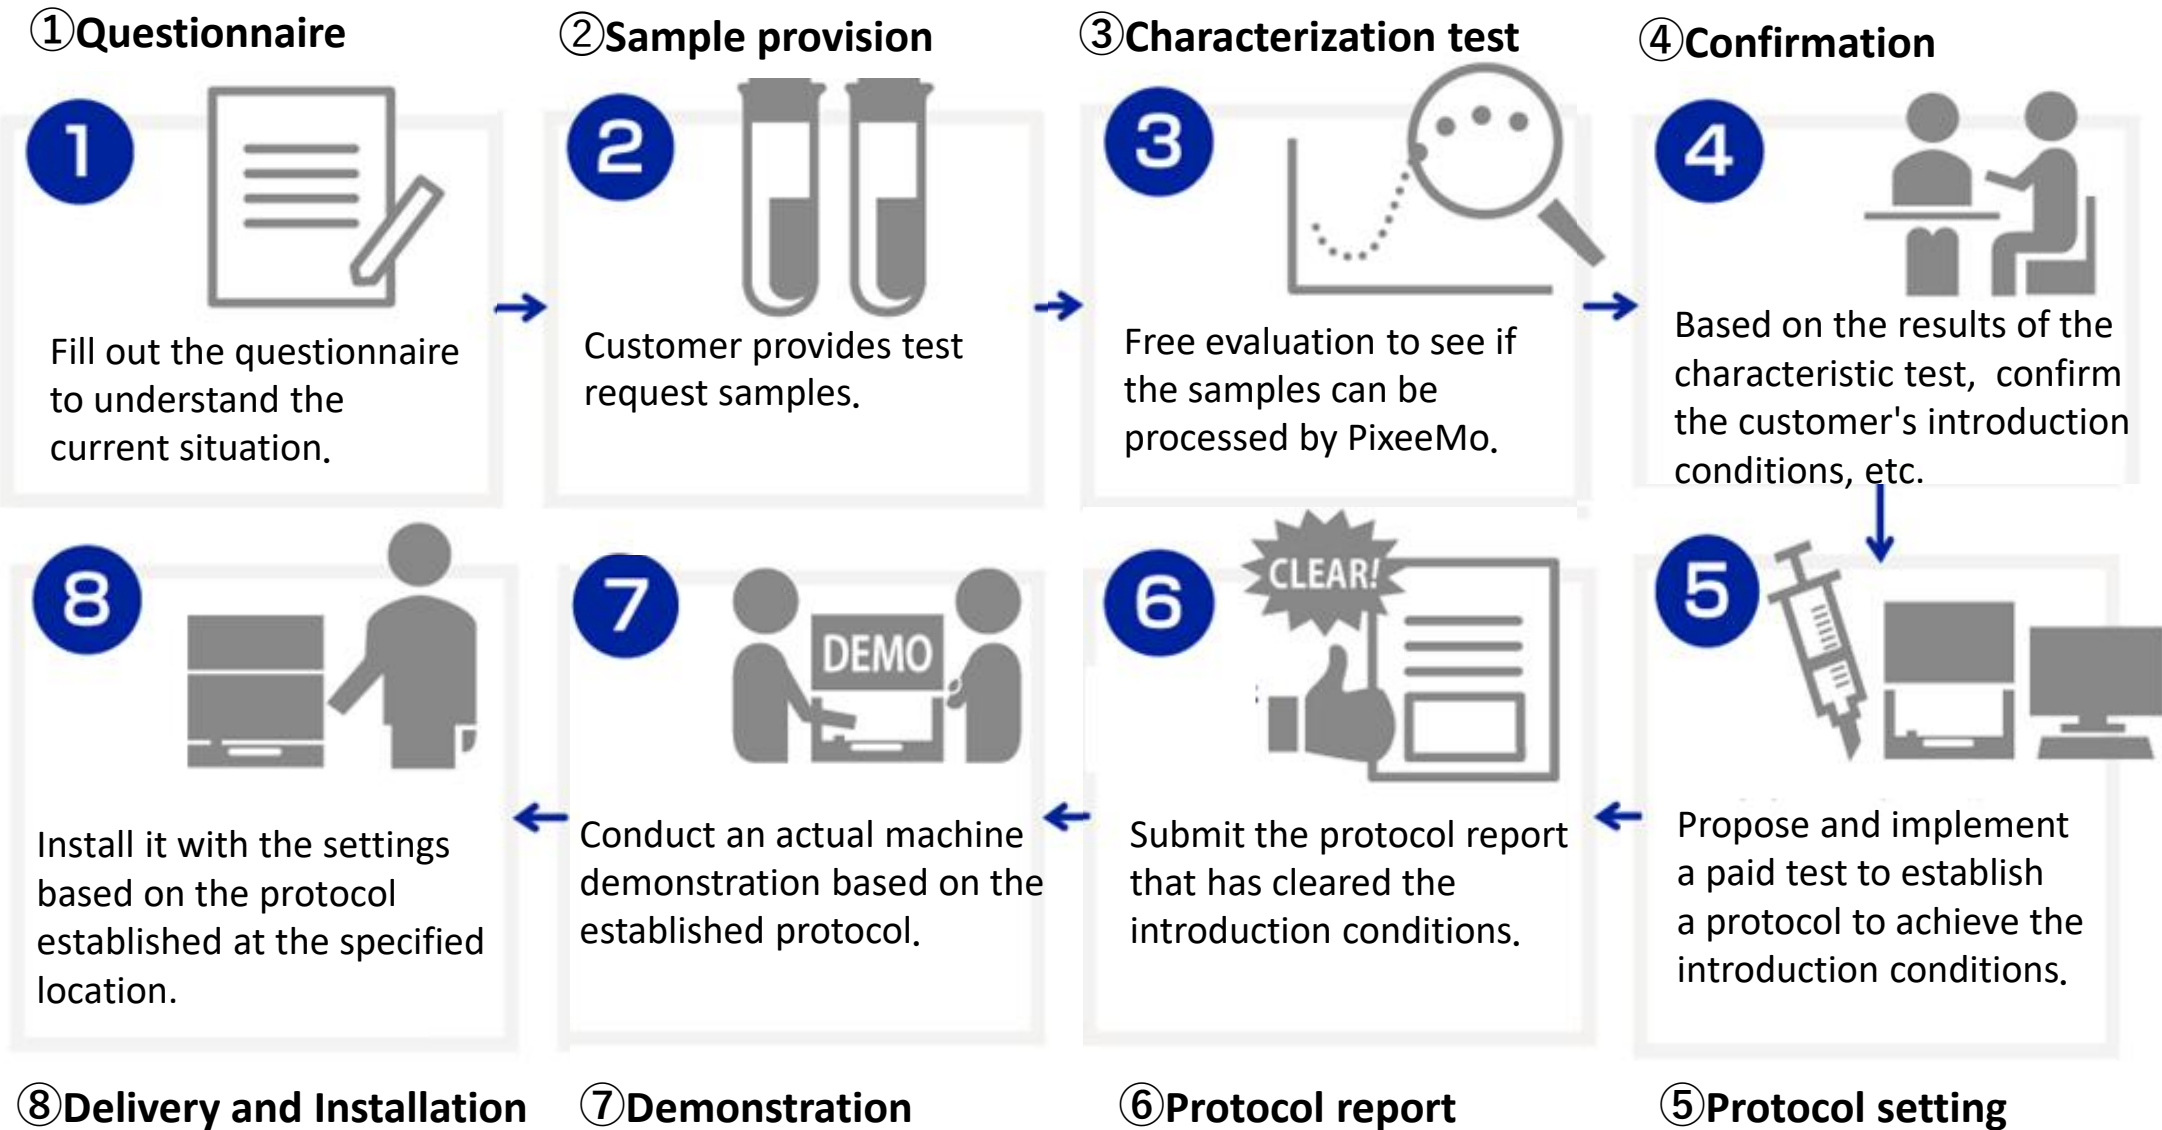 ①Questionnaire
②Sample provision
③Characterization test
④Confirmation
1
Fill out the questionnaire
to understand the
current situation.
2
Customer provides test
request samples.
3
Free evaluation to see if
the samples can be
processed by PixeeMo.
4
Based on the results of the
characteristic test, confirm
the customer's introduction
conditions, etc.
5
Propose and implement
a paid test to establish
a protocol to achieve the
introduction conditions.
⑤Protocol setting
6
CLEAR!
Submit the protocol report
that has cleared the
introduction conditions.
⑥Protocol report
7
DEMO
Conduct an actual machine
demonstration based on the
established protocol.
⑦Demonstration
8
Install it with the settings
based on the protocol
established at the specified
location.
⑧Delivery and Installation